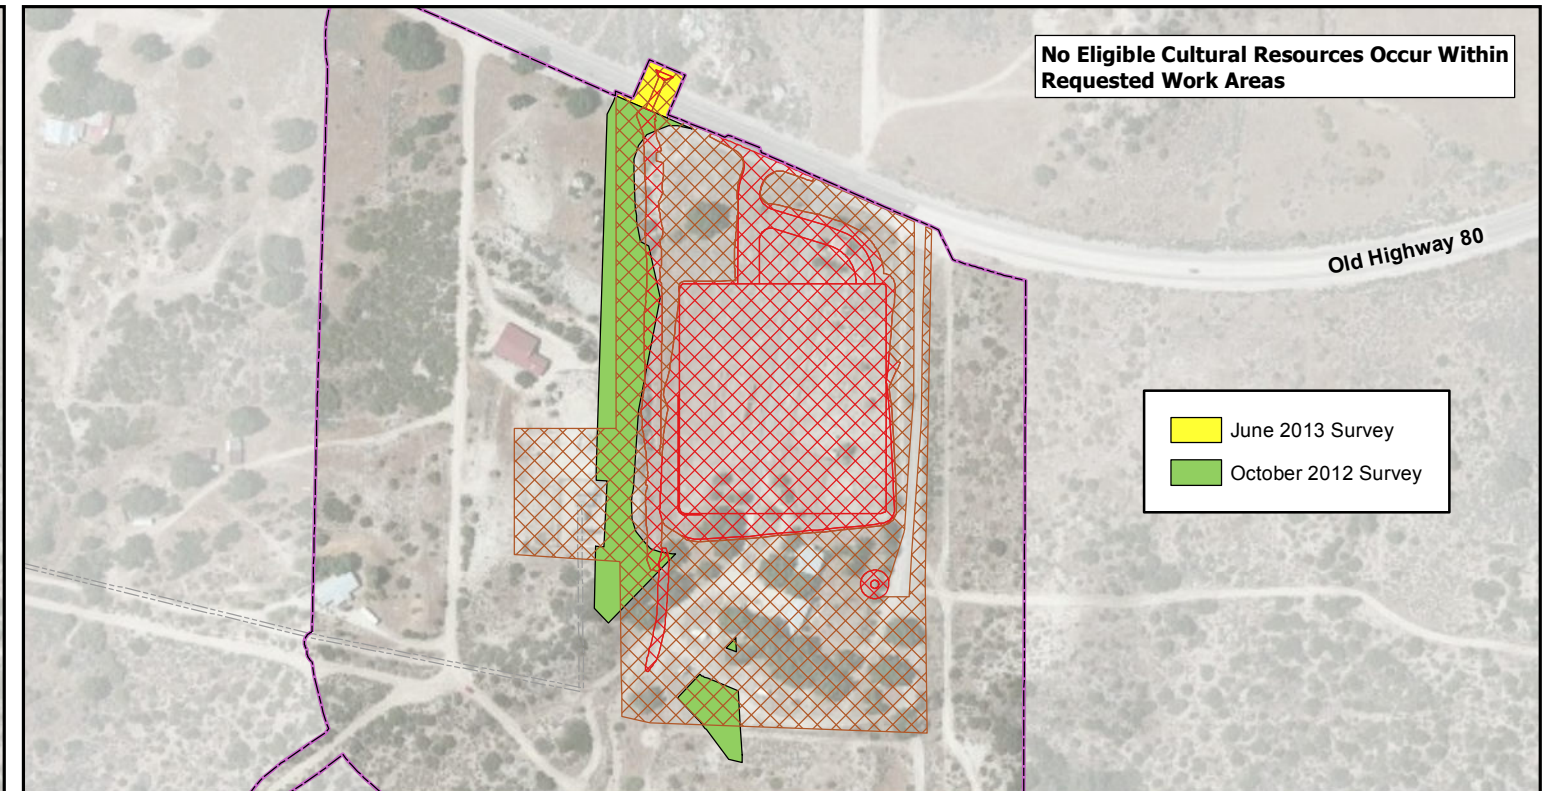 No Eligible Cultural Resources Occur Within
Requested Work Areas
Old Highway 80
June 2013 Survey
October 2012 Survey